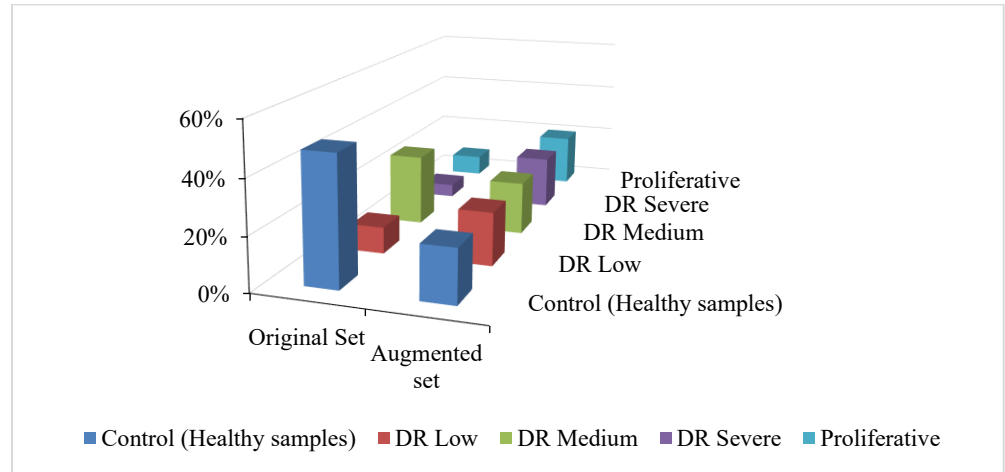 60%
40%
20%
0%
Original Set
Augmented
set
Proliferative
DR Severe
DR Medium
DR Low
Control (Healthy samples)
Control (Healthy samples) DR Low DR Medium DR Severe Proliferative